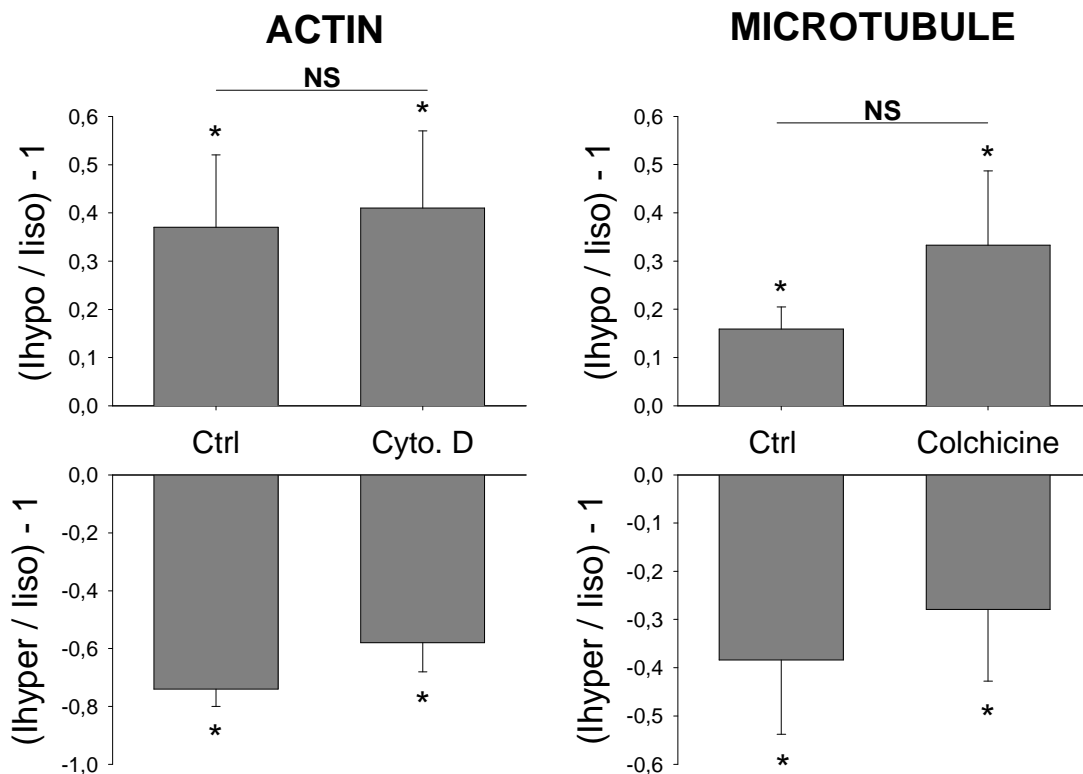 ACTIN
NS
*
*
(Ihypo / Iiso) - 1
0,6
0,5
0,4
0,3
0,2
0,1
0,0
Ctrl
Cyto. D
(Ihyper / Iiso) - 1
0,0
-0,2
-0,4
-0,6
-0,8
-1,0
*
*
MICROTUBULE
NS
*
*
(Ihypo / Iiso) - 1
0,6
0,5
0,4
0,3
0,2
0,1
0,0
Ctrl
Colchicine
(Ihyper / Iiso) - 1
0,0
-0,1
-0,2
-0,3
-0,4
-0,5
-0,6
*
*